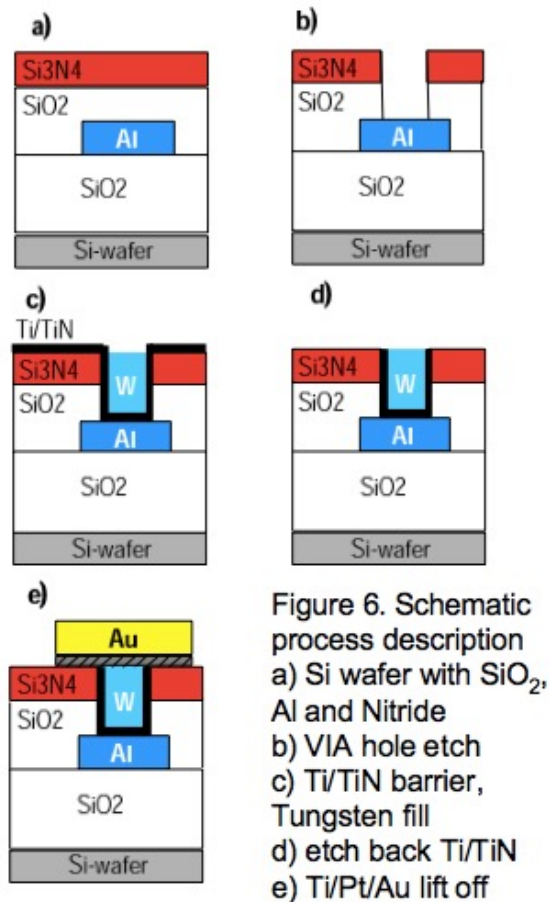 a)
Si3N4
SiO2
Al
SiO2
Si-wafer
b)
Si3N4
SiO2
Al
SiO2
Si-wafer
c)
Ti/TiN
Si3N4
W
SiO2
Al
SiO2
Si-wafer
d)
Si3N4
W
SiO2
Al
SiO2
Si-wafer
e)
Au
Si3N4
W
SiO2
Al
SiO2
Si-wafer
Figure 6. Schematic
process description
a) Si wafer with SiO₂,
Al and Nitride
b) VIA hole etch
c) Ti/TiN barrier,
Tungsten fill
d) etch back Ti/TiN
e) Ti/Pt/Au lift off